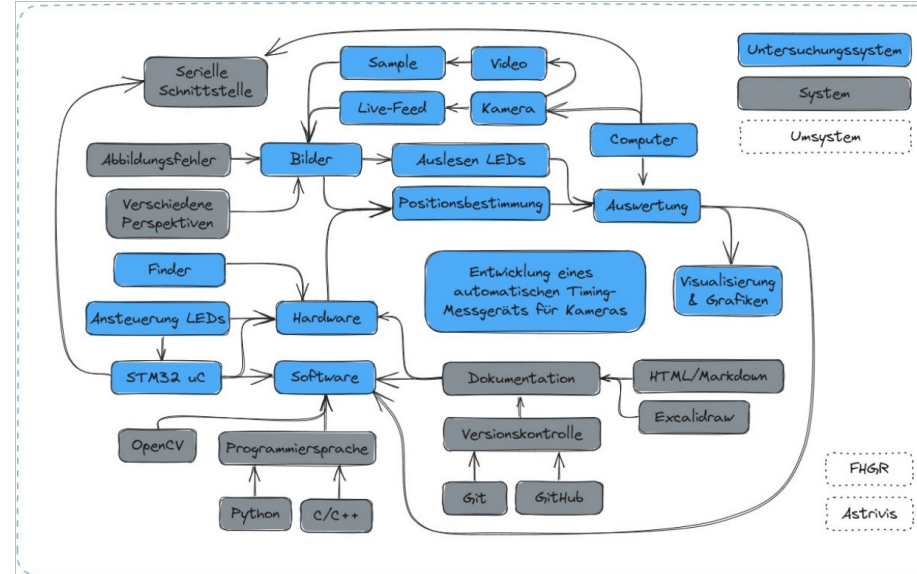 Serielle
Schnittstelle
Sample
Video
Untersuchungssystem
System
Umsystem
Live-Feed
Kamera
Computer
Abbildungsfehler
Bilder
Auslesen LEDs
Verschiedene
Perspektiven
Positionsbestimmung
Auswertung
Finder
Entwicklung eines
automatischen Timing-
Messgeräts für Kameras
Visualisierung
& Grafiken
Ansteuerung LEDs
Hardware
STM32 uC
Software
Dokumentation
HTML/Markdown
Excalidraw
OpenCV
Programmiersprache
Versionskontrolle
Python
C/C++
Git
GitHub
FHGR
Astrivis